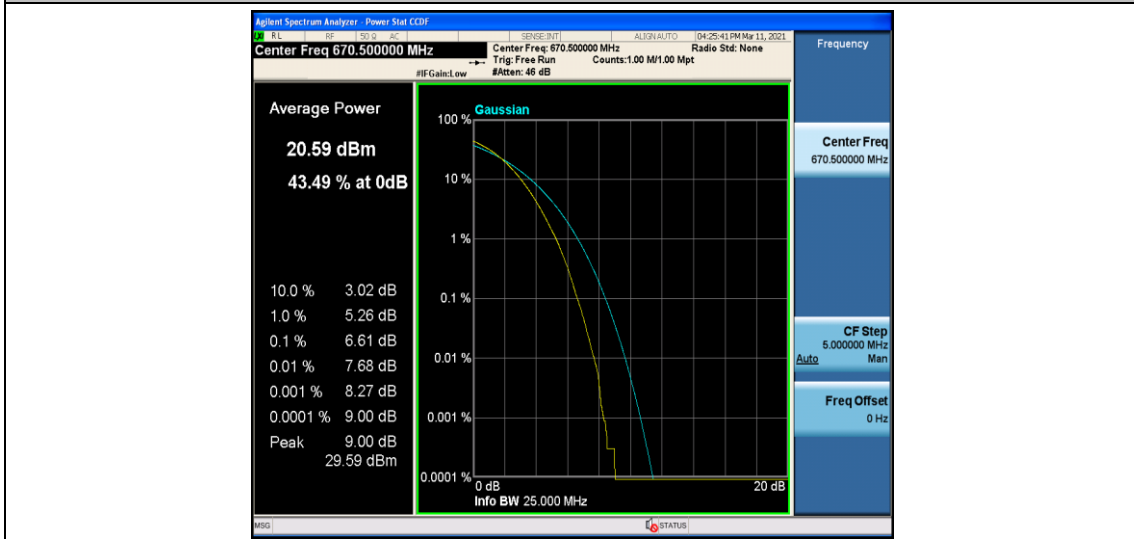 Agilent Spectrum Analyzer - Power Stat CCDF
RL RF 50 Ω AC SENSE:INT ALIGN AUTO 04:25:41 PM Mar 11, 2021
Center Freq 670.500000 MHz
Center Freq: 670.500000 MHz Radio Std: None
Trig: Free Run Counts:1.00 M/1.00 Mpt
#IFGain:Low #Atten: 46 dB
Frequency
Average Power
20.59 dBm
43.49 % at 0dB
10.0 % 3.02 dB
1.0 % 5.26 dB
0.1 % 6.61 dB
0.01 % 7.68 dB
0.001 % 8.27 dB
0.0001 % 9.00 dB
Peak 9.00 dB
29.59 dBm
Gaussian
100 %
10 %
1 %
0.1 %
0.01 %
0.001 %
0.0001 %
0 dB 20 dB
Info BW 25.000 MHz
Center Freq
670.500000 MHz
CF Step
5.000000 MHz
Auto Man
Freq Offset
0 Hz
MSG STATUS